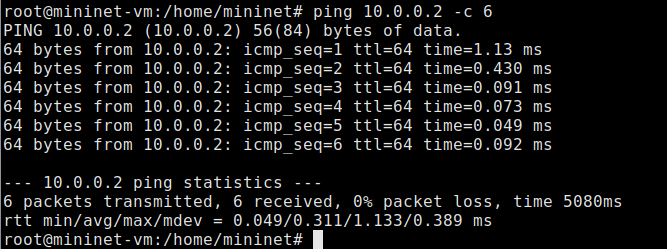 root@mininet-vm:/home/mininet# ping 10.0.0.2 -c 6
PING 10.0.0.2 (10.0.0.2) 56(84) bytes of data.
64 bytes from 10.0.0.2: icmp_seq=1 ttl=64 time=1.13 ms
64 bytes from 10.0.0.2: icmp_seq=2 ttl=64 time=0.430 ms
64 bytes from 10.0.0.2: icmp_seq=3 ttl=64 time=0.091 ms
64 bytes from 10.0.0.2: icmp_seq=4 ttl=64 time=0.073 ms
64 bytes from 10.0.0.2: icmp_seq=5 ttl=64 time=0.049 ms
64 bytes from 10.0.0.2: icmp_seq=6 ttl=64 time=0.092 ms

--- 10.0.0.2 ping statistics ---
6 packets transmitted, 6 received, 0% packet loss, time 5080ms
rtt min/avg/max/mdev = 0.049/0.311/1.133/0.389 ms
root@mininet-vm:/home/mininet#